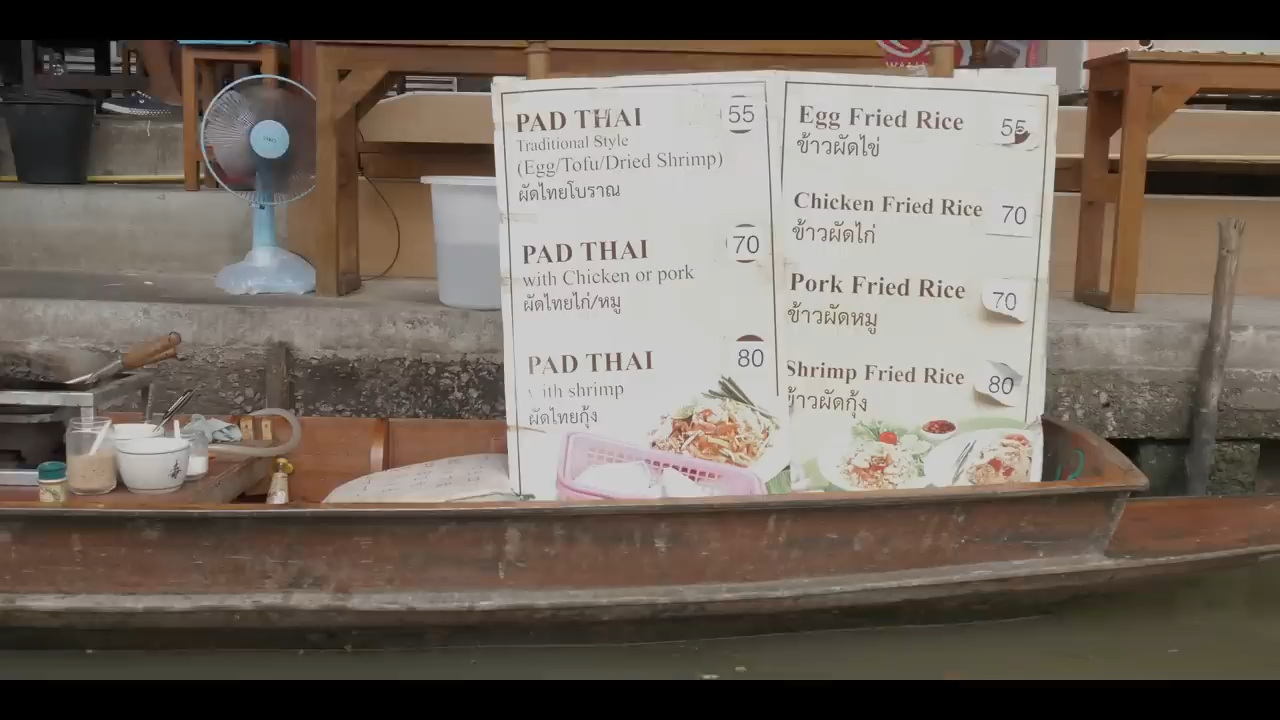 PAD THAI 55
Traditional Style
(Egg/Tofu/Dried Shrimp)
ผัดไทยโบราณ
PAD THAI 70
with Chicken or pork
ผัดไทยไก่/หมู
PAD THAI 80
with shrimp
ผัดไทยกุ้ง
Egg Fried Rice 55
ข้าวผัดไข่
Chicken Fried Rice 70
ข้าวผัดไก่
Pork Fried Rice 70
ข้าวผัดหมู
Shrimp Fried Rice 80
ข้าวผัดกุ้ง